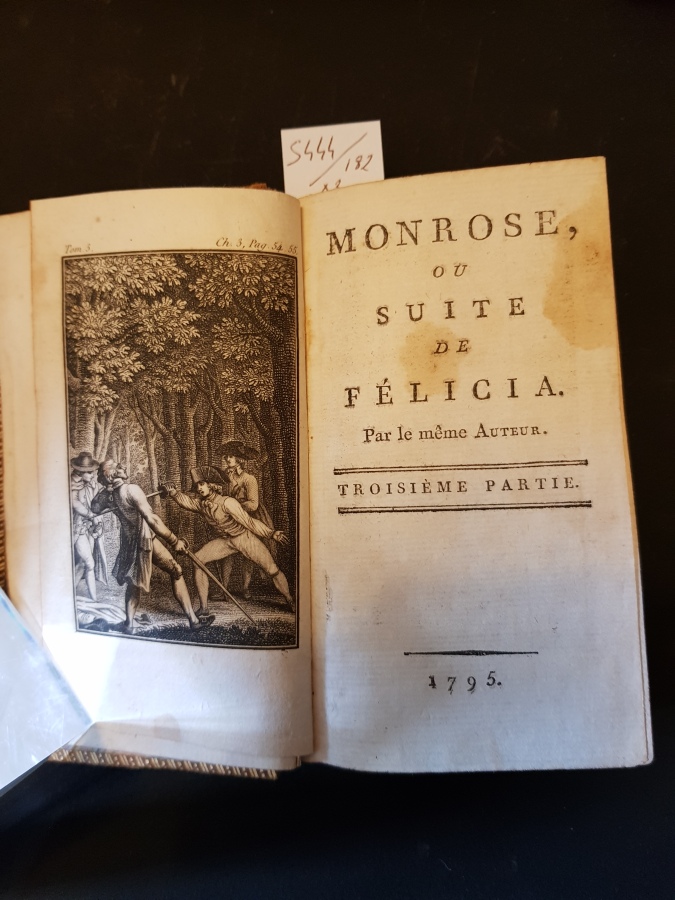 S444/182
x2
Tom 3.
Ch. 3, Pag 54. 55.
MONROSE,
OU
SUITE
DE
FÉLICIA.
Par le même AUTEUR.
TROISIÈME PARTIE.
1795.